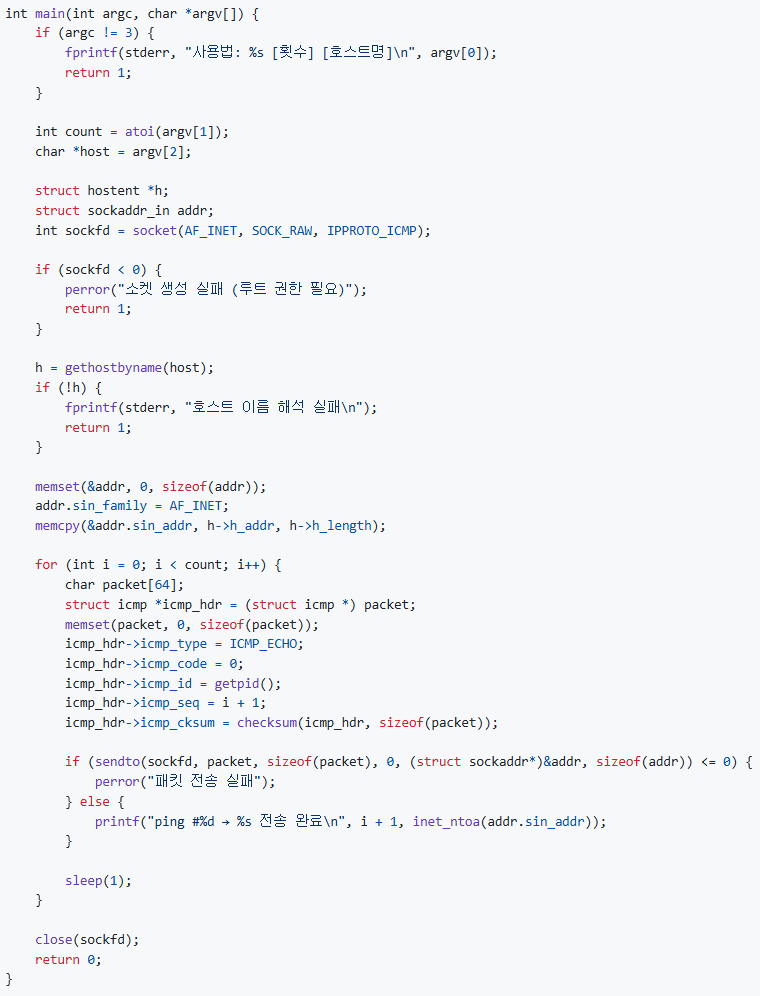 int main(int argc, char *argv[]) {
    if (argc != 3) {
        fprintf(stderr, "사용법: %s [횟수] [호스트명]\n", argv[0]);
        return 1;
    }

    int count = atoi(argv[1]);
    char *host = argv[2];

    struct hostent *h;
    struct sockaddr_in addr;
    int sockfd = socket(AF_INET, SOCK_RAW, IPPROTO_ICMP);

    if (sockfd < 0) {
        perror("소켓 생성 실패 (루트 권한 필요)");
        return 1;
    }

    h = gethostbyname(host);
    if (!h) {
        fprintf(stderr, "호스트 이름 해석 실패\n");
        return 1;
    }

    memset(&addr, 0, sizeof(addr));
    addr.sin_family = AF_INET;
    memcpy(&addr.sin_addr, h->h_addr, h->h_length);

    for (int i = 0; i < count; i++) {
        char packet[64];
        struct icmp *icmp_hdr = (struct icmp *) packet;
        memset(packet, 0, sizeof(packet));
        icmp_hdr->icmp_type = ICMP_ECHO;
        icmp_hdr->icmp_code = 0;
        icmp_hdr->icmp_id = getpid();
        icmp_hdr->icmp_seq = i + 1;
        icmp_hdr->icmp_cksum = checksum(icmp_hdr, sizeof(packet));

        if (sendto(sockfd, packet, sizeof(packet), 0, (struct sockaddr*)&addr, sizeof(addr)) <= 0) {
            perror("패킷 전송 실패");
        } else {
            printf("ping #%d → %s 전송 완료\n", i + 1, inet_ntoa(addr.sin_addr));
        }

        sleep(1);
    }

    close(sockfd);
    return 0;
}